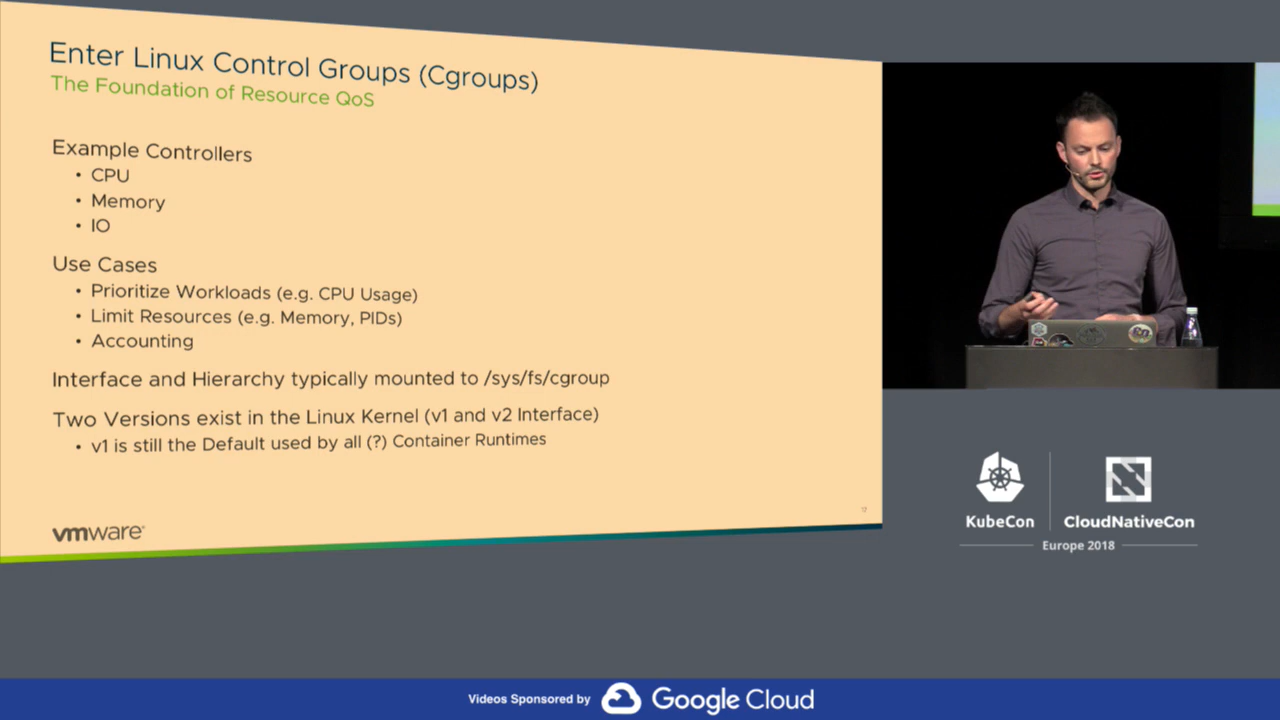 Enter Linux Control Groups (Cgroups)
The Foundation of Resource QoS
Example Controllers
• CPU
• Memory
• IO
Use Cases
• Prioritize Workloads (e.g. CPU Usage)
• Limit Resources (e.g. Memory, PIDs)
• Accounting
Interface and Hierarchy typically mounted to /sys/fs/cgroup
Two Versions exist in the Linux Kernel (v1 and v2 Interface)
• v1 is still the Default used by all (?) Container Runtimes
vmware®
KubeCon
CloudNativeCon
Europe 2018
Videos Sponsored by
Google Cloud